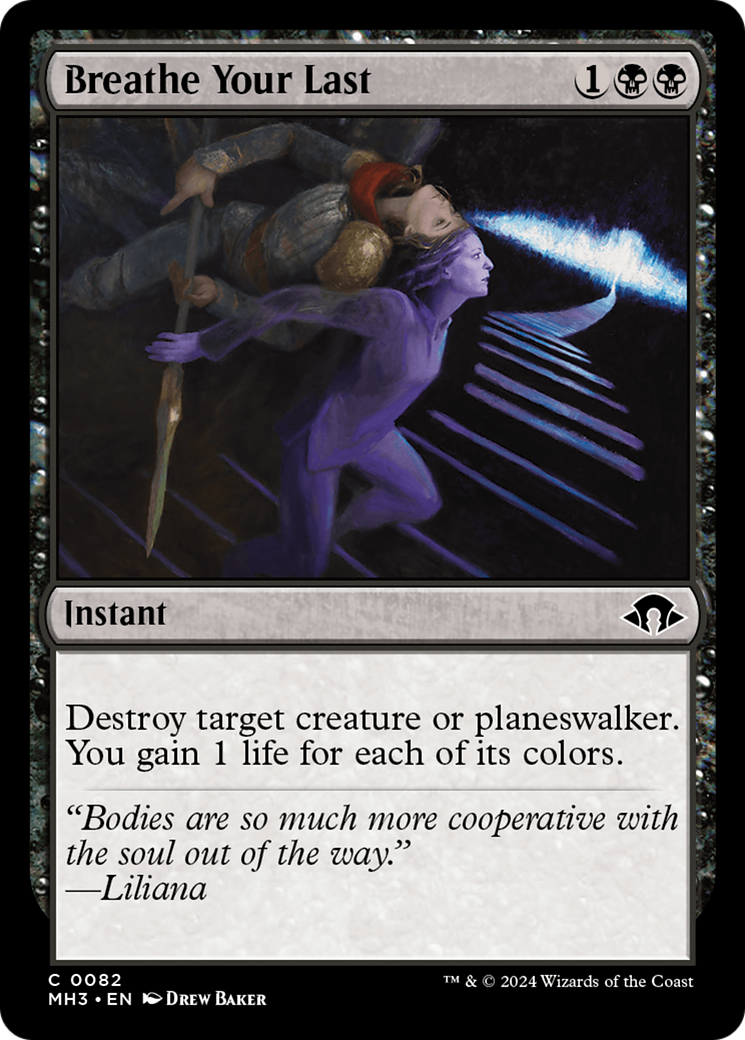 Breathe Your Last 1
Instant
Destroy target creature or planeswalker.
You gain 1 life for each of its colors.
“Bodies are so much more cooperative with
the soul out of the way.”
—Liliana
C 0082
MH3 • EN Drew Baker
™ & © 2024 Wizards of the Coast